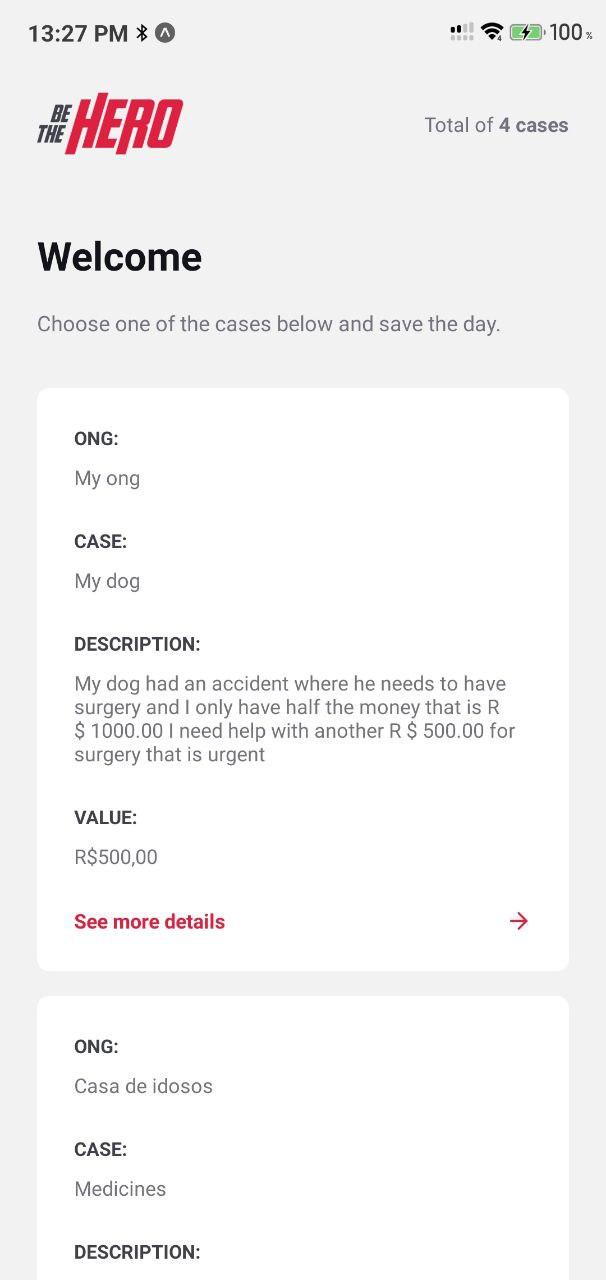 13:27 PM 100 %
BE THE HERO
Total of 4 cases
Welcome
Choose one of the cases below and save the day.
ONG:
My ong
CASE:
My dog
DESCRIPTION:
My dog had an accident where he needs to have
surgery and I only have half the money that is R
$ 1000.00 I need help with another R $ 500.00 for
surgery that is urgent
VALUE:
R$500,00
See more details
ONG:
Casa de idosos
CASE:
Medicines
DESCRIPTION: